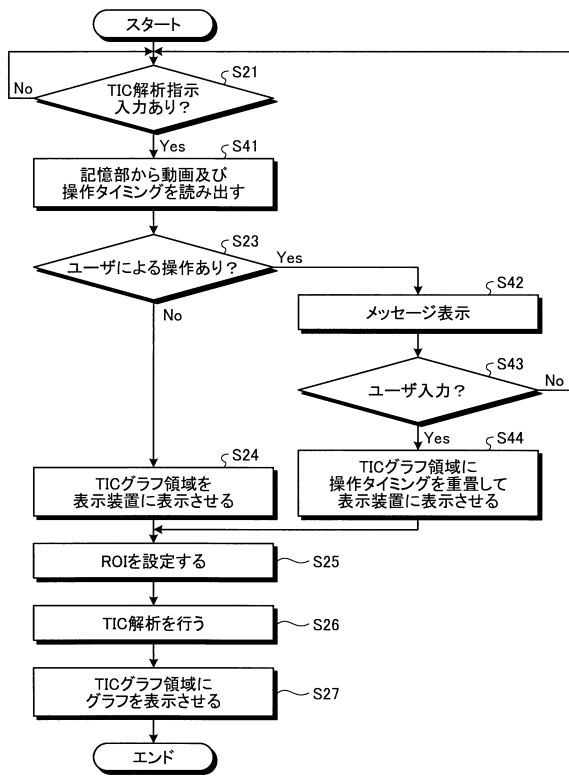 スタート
S21
TIC解析指示
入力あり？
No
Yes
S41
記憶部から動画及び
操作タイミングを読み出す
S23
ユーザによる操作あり？
Yes
No
S42
メッセージ表示
S43
ユーザ入力？
No
Yes
S24
TICグラフ領域を
表示装置に表示させる
S44
TICグラフ領域に
操作タイミングを重畳して
表示装置に表示させる
ROIを設定する
S25
TIC解析を行う
S26
TICグラフ領域に
グラフを表示させる
S27
エンド